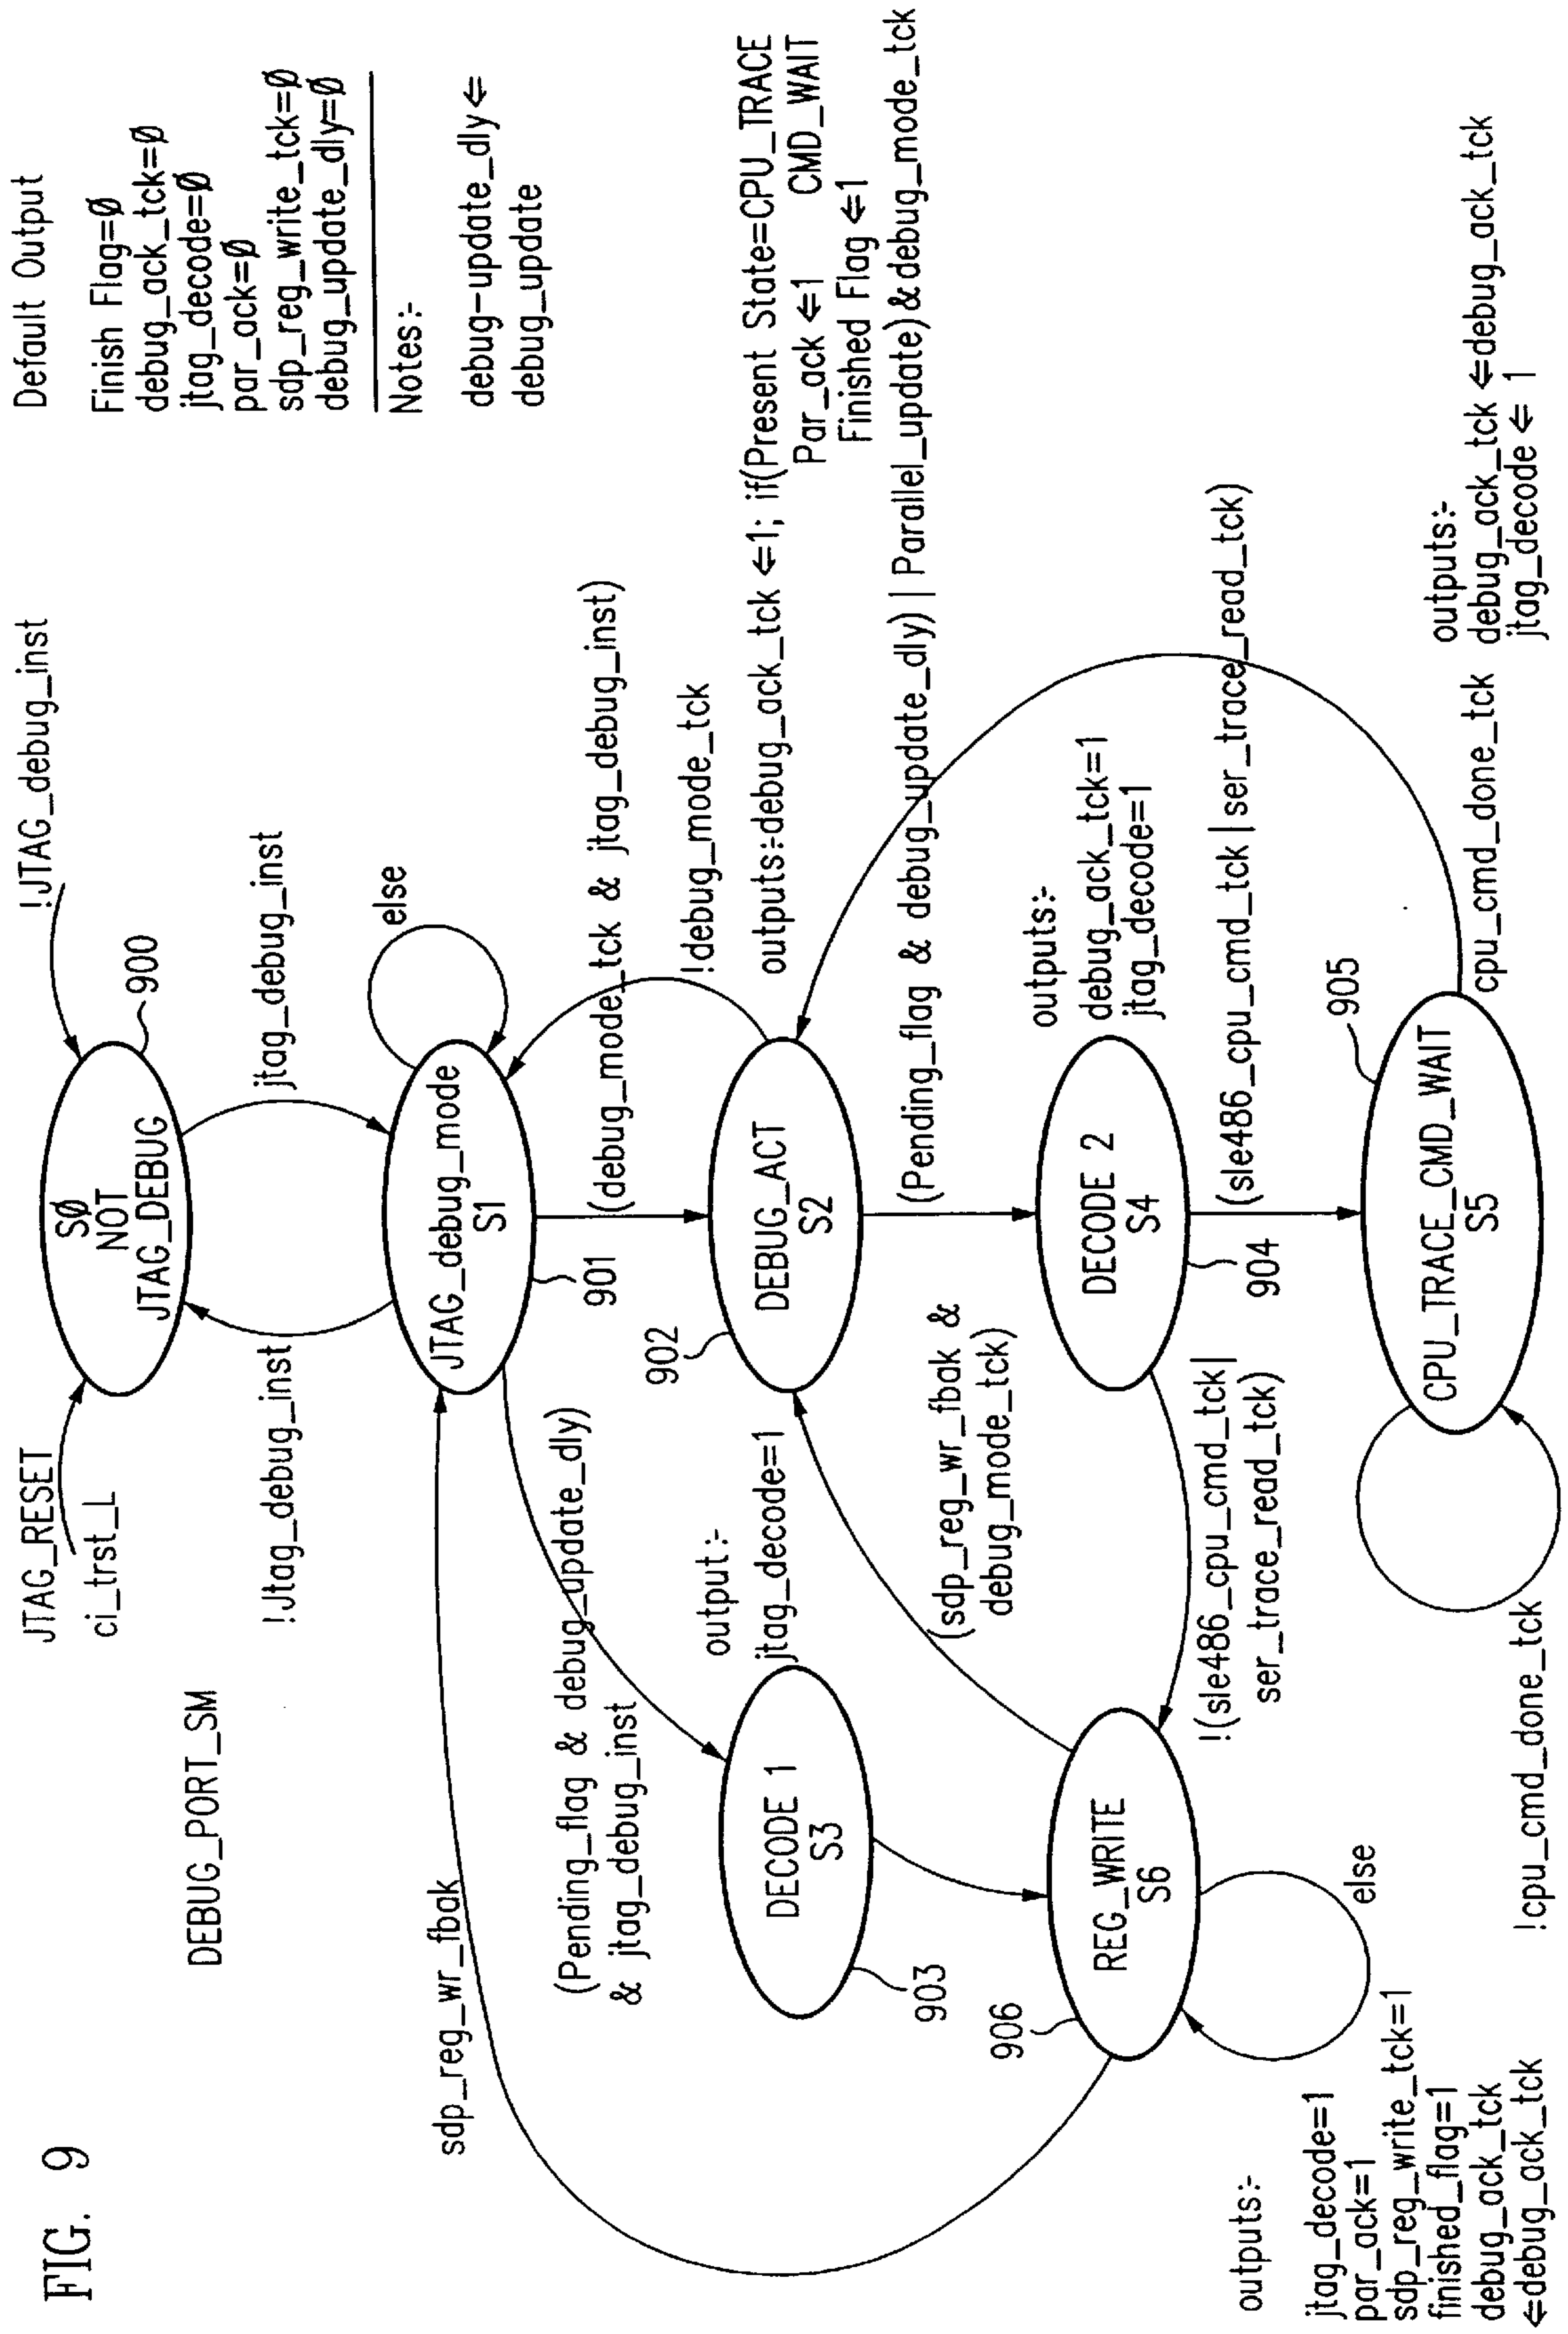 FIG. 9
DEBUG_PORT_SM
JTAG_RESET
ci_trst_L
!JTAG_debug_inst
SØ
NOT
JTAG_DEBUG
900
!Jtag_debug_inst
jtag_debug_inst
JTAG_debug_mode
S1
901
else
sdp_reg_wr_fbak
(Pending_flag & debug_update_dly)
& jtag_debug_inst
(debug_mode_tck & jtag_debug_inst)
!debug_mode_tck
output:-
jtag_decode=1
DECODE 1
S3
903
902
DEBUG_ACT
S2
outputs:-debug_ack_tck ⇐1; if(Present State=CPU_TRACE
Par_ack ⇐1 CMD_WAIT
Finished Flag ⇐1
(Pending_flag & debug_update_dly) | Parallel_update)&debug_mode_tck
(sdp_reg_wr_fbak &
debug_mode_tck)
DECODE 2
S4
904
outputs:-
debug_ack_tck=1
jtag_decode=1
906
REG_WRITE
S6
else
!(sle486_cpu_cmd_tck|
ser_trace_read_tck)
(sle486_cpu_cmd_tck|ser_trace_read_tck)
905
CPU_TRACE_CMD_WAIT
S5
!cpu_cmd_done_tck
cpu_cmd_done_tck
outputs:-
debug_ack_tck ⇐debug_ack_tck
jtag_decode ⇐ 1
outputs:-
jtag_decode=1
par_ack=1
sdp_reg_write_tck=1
finished_flag=1
debug_ack_tck
⇐debug_ack_tck
Default Output
Finish Flag=Ø
debug_ack_tck=Ø
jtag_decode=Ø
par_ack=Ø
sdp_reg_write_tck=Ø
debug_update_dly=Ø
Notes:-
debug-update_dly⇐
debug_update